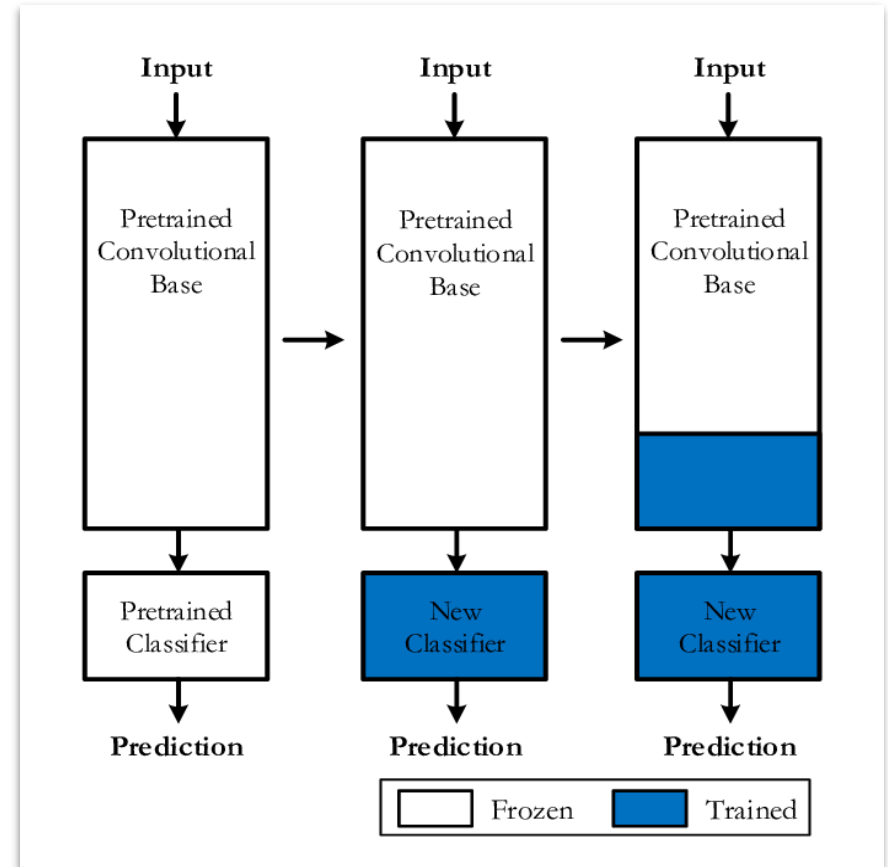 Input
Pretrained
Convolutional
Base
Pretrained
Classifier
Prediction
Input
Pretrained
Convolutional
Base
New
Classifier
Prediction
Input
Pretrained
Convolutional
Base
New
Classifier
Prediction
Frozen
Trained